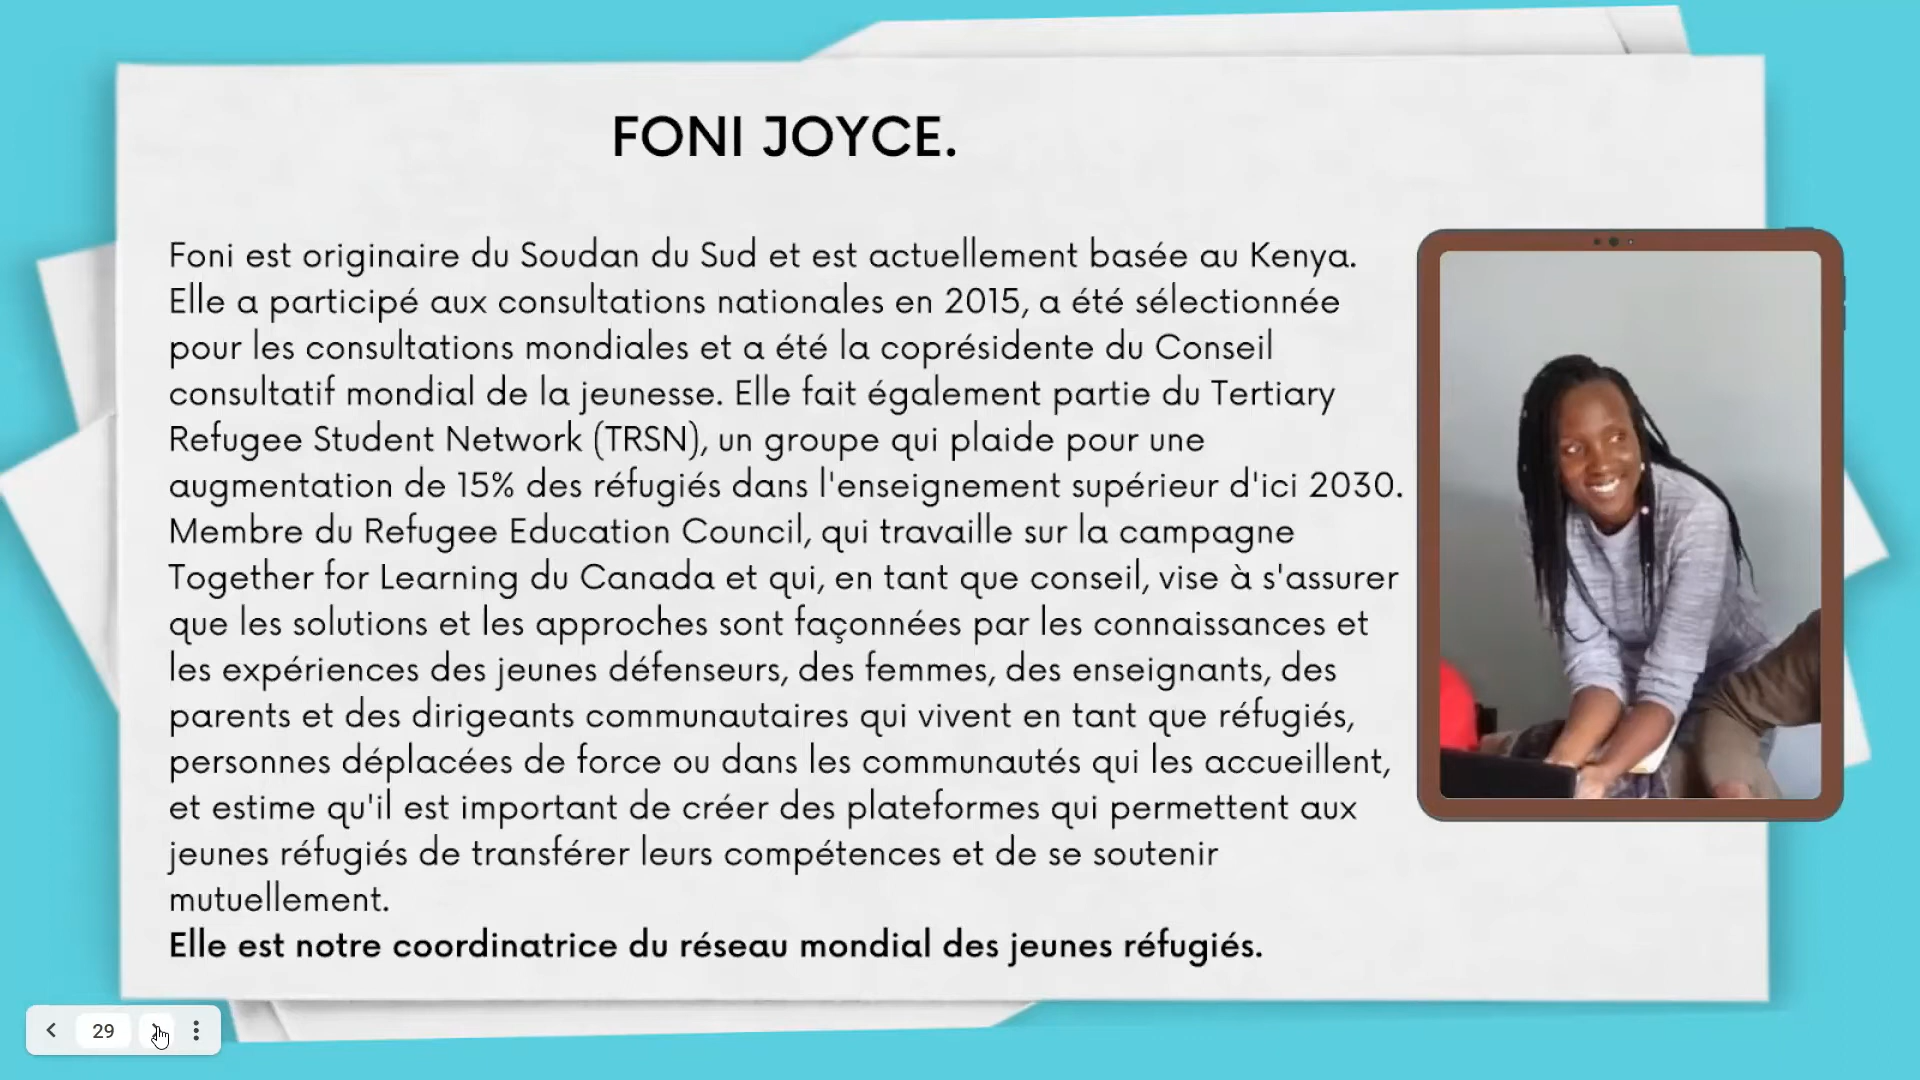 FONI JOYCE.
Foni est originaire du Soudan du Sud et est actuellement basée au Kenya.
Elle a participé aux consultations nationales en 2015, a été sélectionnée
pour les consultations mondiales et a été la coprésidente du Conseil
consultatif mondial de la jeunesse. Elle fait également partie du Tertiary
Refugee Student Network (TRSN), un groupe qui plaide pour une
augmentation de 15% des réfugiés dans l'enseignement supérieur d'ici 2030.
Membre du Refugee Education Council, qui travaille sur la campagne
Together for Learning du Canada et qui, en tant que conseil, vise à s'assurer
que les solutions et les approches sont façonnées par les connaissances et
les expériences des jeunes défenseurs, des femmes, des enseignants, des
parents et des dirigeants communautaires qui vivent en tant que réfugiés,
personnes déplacées de force ou dans les communautés qui les accueillent,
et estime qu'il est important de créer des plateformes qui permettent aux
jeunes réfugiés de transférer leurs compétences et de se soutenir
mutuellement.
Elle est notre coordinatrice du réseau mondial des jeunes réfugiés.
29